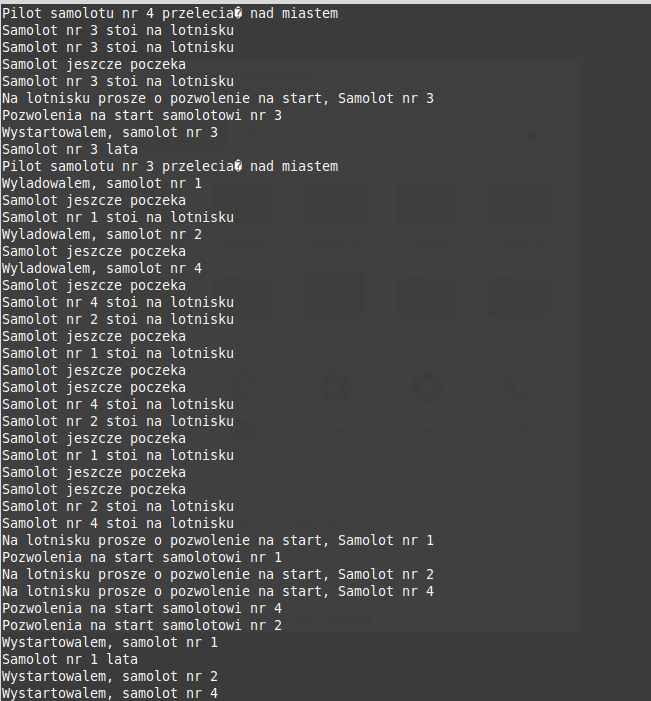 Pilot samolotu nr 4 przelecia� nad miastem
Samolot nr 3 stoi na lotnisku
Samolot nr 3 stoi na lotnisku
Samolot jeszcze poczeka
Samolot nr 3 stoi na lotnisku
Na lotnisku prosze o pozwolenie na start, Samolot nr 3
Pozwolenia na start samolotowi nr 3
Wystartowalem, samolot nr 3
Samolot nr 3 lata
Pilot samolotu nr 3 przelecia� nad miastem
Wyladowalem, samolot nr 1
Samolot jeszcze poczeka
Samolot nr 1 stoi na lotnisku
Wyladowalem, samolot nr 2
Samolot jeszcze poczeka
Wyladowalem, samolot nr 4
Samolot jeszcze poczeka
Samolot nr 4 stoi na lotnisku
Samolot nr 2 stoi na lotnisku
Samolot jeszcze poczeka
Samolot nr 1 stoi na lotnisku
Samolot jeszcze poczeka
Samolot jeszcze poczeka
Samolot nr 4 stoi na lotnisku
Samolot nr 2 stoi na lotnisku
Samolot jeszcze poczeka
Samolot nr 1 stoi na lotnisku
Samolot jeszcze poczeka
Samolot jeszcze poczeka
Samolot nr 2 stoi na lotnisku
Samolot nr 4 stoi na lotnisku
Na lotnisku prosze o pozwolenie na start, Samolot nr 1
Pozwolenia na start samolotowi nr 1
Na lotnisku prosze o pozwolenie na start, Samolot nr 2
Na lotnisku prosze o pozwolenie na start, Samolot nr 4
Pozwolenia na start samolotowi nr 4
Pozwolenia na start samolotowi nr 2
Wystartowalem, samolot nr 1
Samolot nr 1 lata
Wystartowalem, samolot nr 2
Wystartowalem, samolot nr 4